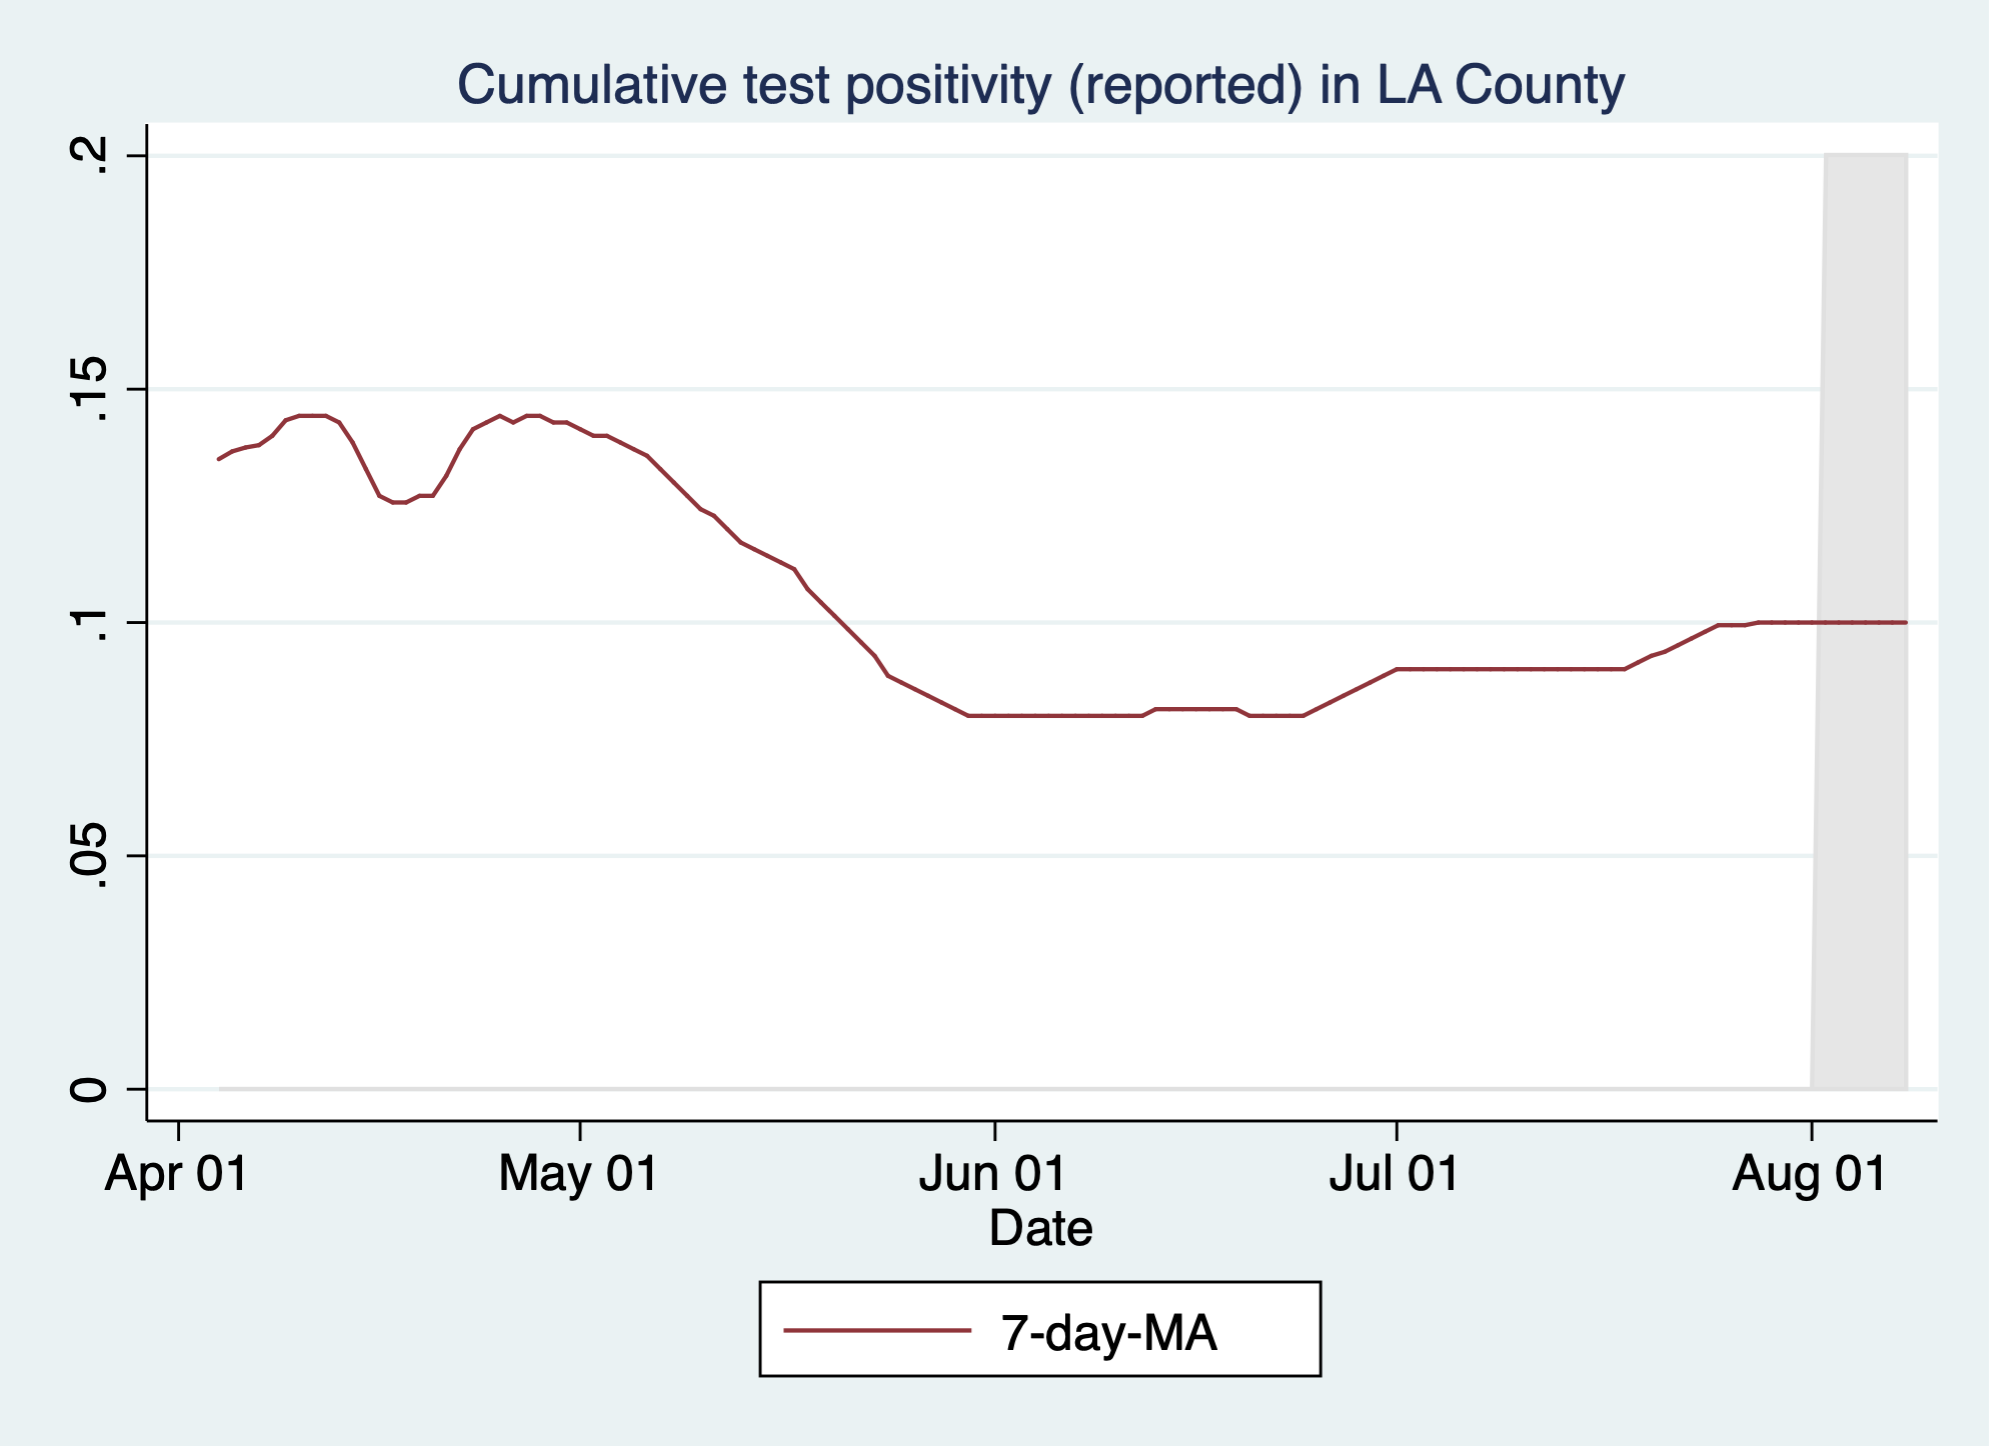 Cumulative test positivity (reported) in LA County
.2
.15
.1
.05
0
Apr 01 May 01 Jun 01 Jul 01 Aug 01
Date
7-day-MA